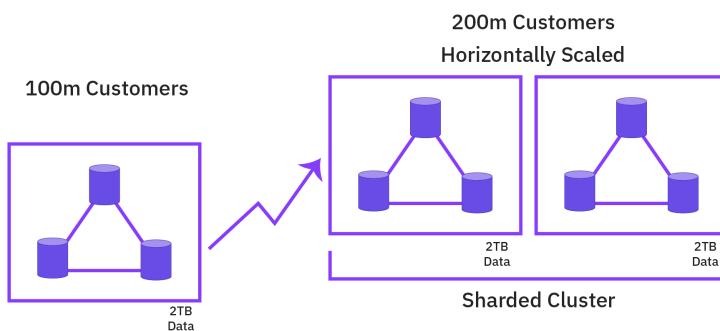 200m Customers
Horizontally Scaled
100m Customers
2TB
Data
2TB
Data
2TB
Data
Sharded Cluster